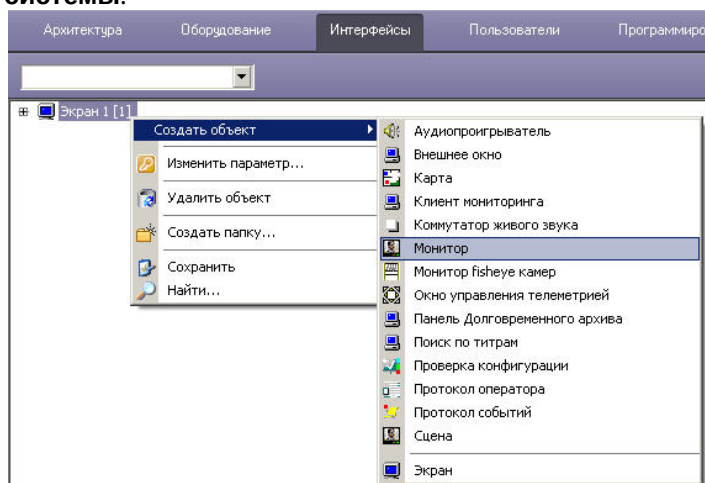 системы.
Архитектура Оборудование Интерфейсы Пользователи Программиро
Экран 1 [1]
Создать объект
Изменить параметр...
Удалить объект
Создать папку...
Сохранить
Найти...
Аудиопроигрыватель
Внешнее окно
Карта
Клиент мониторинга
Коммутатор живого звука
Монитор
Монитор fisheye камер
Окно управления телеметрией
Панель Долговременного архива
Поиск по титрам
Проверка конфигурации
Протокол оператора
Протокол событий
Сцена
Экран